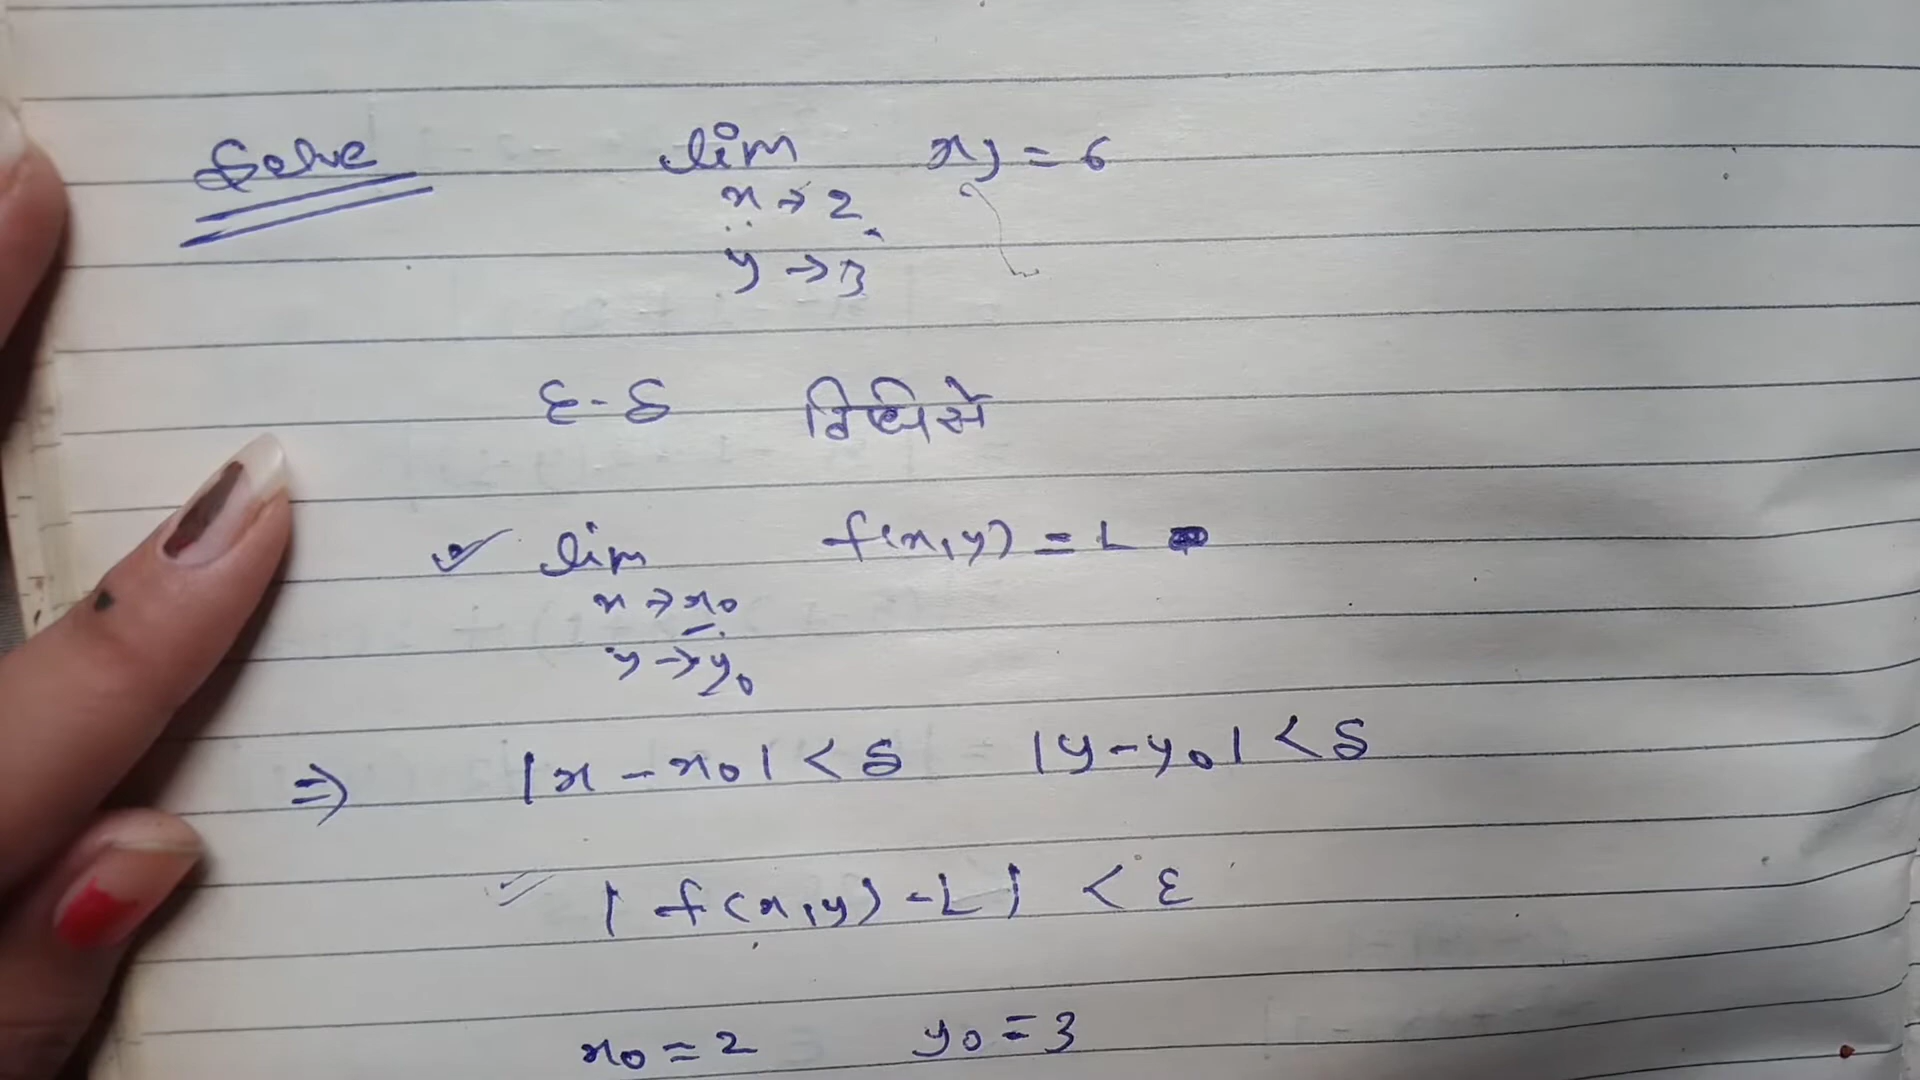 Solve lim xy = 6
x → 2
y → 3
ε - δ विधि से
lim f(x,y) = L
x → x₀
y → y₀
⇒ |x - x₀| < δ |y - y₀| < δ
| f(x,y) - L | < ε
x₀ = 2 y₀ = 3